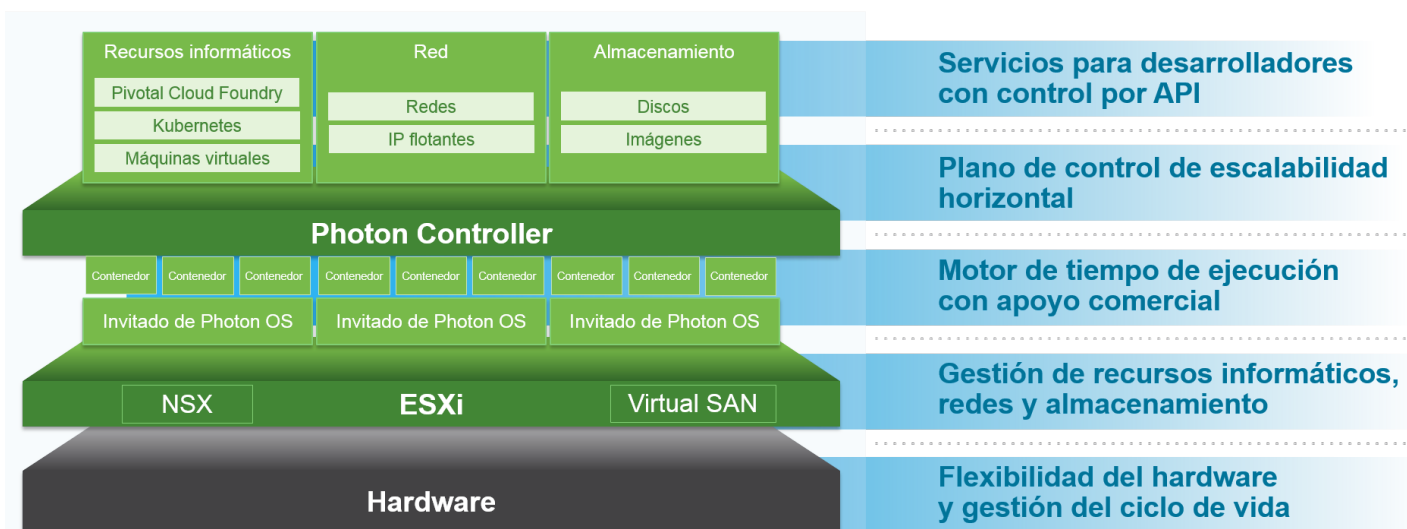 Recursos informáticos
Pivotal Cloud Foundry
Kubernetes
Máquinas virtuales
Red
Redes
IP flotantes
Almacenamiento
Discos
Imágenes
Servicios para desarrolladores
con control por API
Photon Controller
Plano de control de escalabilidad
horizontal
Contenedor Contenedor Contenedor Contenedor Contenedor Contenedor Contenedor Contenedor Contenedor
Invitado de Photon OS Invitado de Photon OS Invitado de Photon OS
Motor de tiempo de ejecución
con apoyo comercial
NSX ESXi Virtual SAN
Gestión de recursos informáticos,
redes y almacenamiento
Hardware
Flexibilidad del hardware
y gestión del ciclo de vida